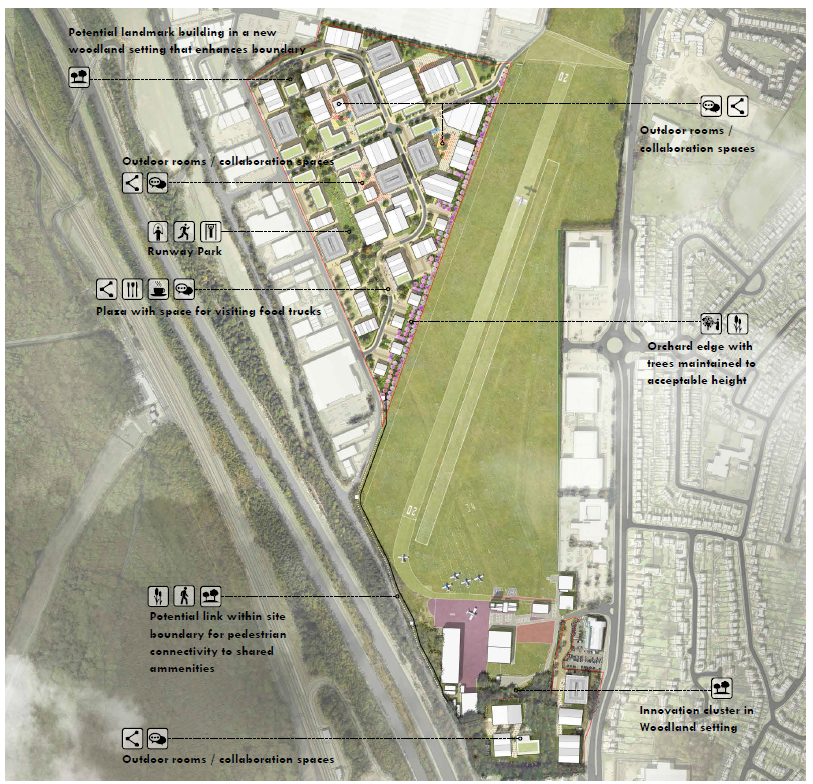 Potential landmark building in a new
woodland setting that enhances boundary
02
Outdoor rooms /
collaboration spaces
Outdoor rooms / collaboration spaces
Runway Park
Plaza with space for visiting food trucks
Orchard edge with
trees maintained to
acceptable height
02
24
Potential link within site
boundary for pedestrian
connectivity to shared
ammenities
Innovation cluster in
Woodland setting
Outdoor rooms / collaboration spaces